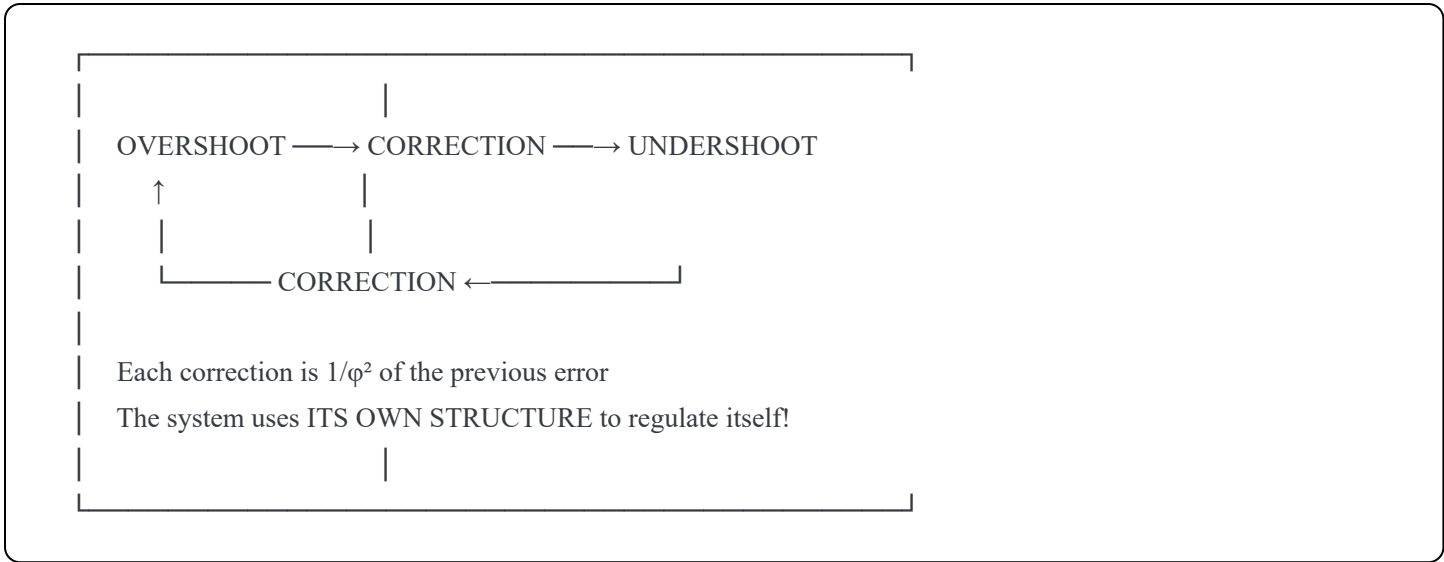 OVERSHOOT ──→ CORRECTION ──→ UNDERSHOOT
↑
CORRECTION ←
Each correction is 1/φ² of the previous error
The system uses ITS OWN STRUCTURE to regulate itself!